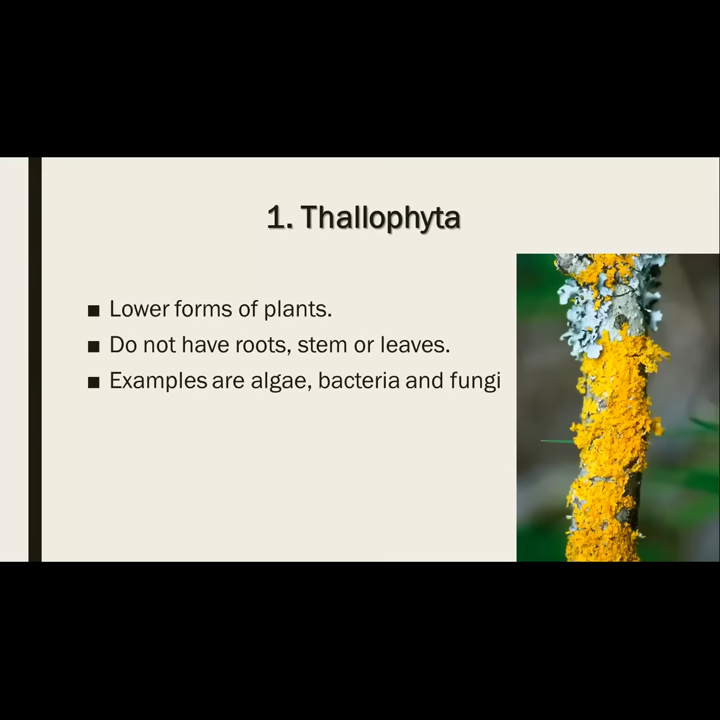 1. Thallophyta
■ Lower forms of plants.
■ Do not have roots, stem or leaves.
■ Examples are algae, bacteria and fungi